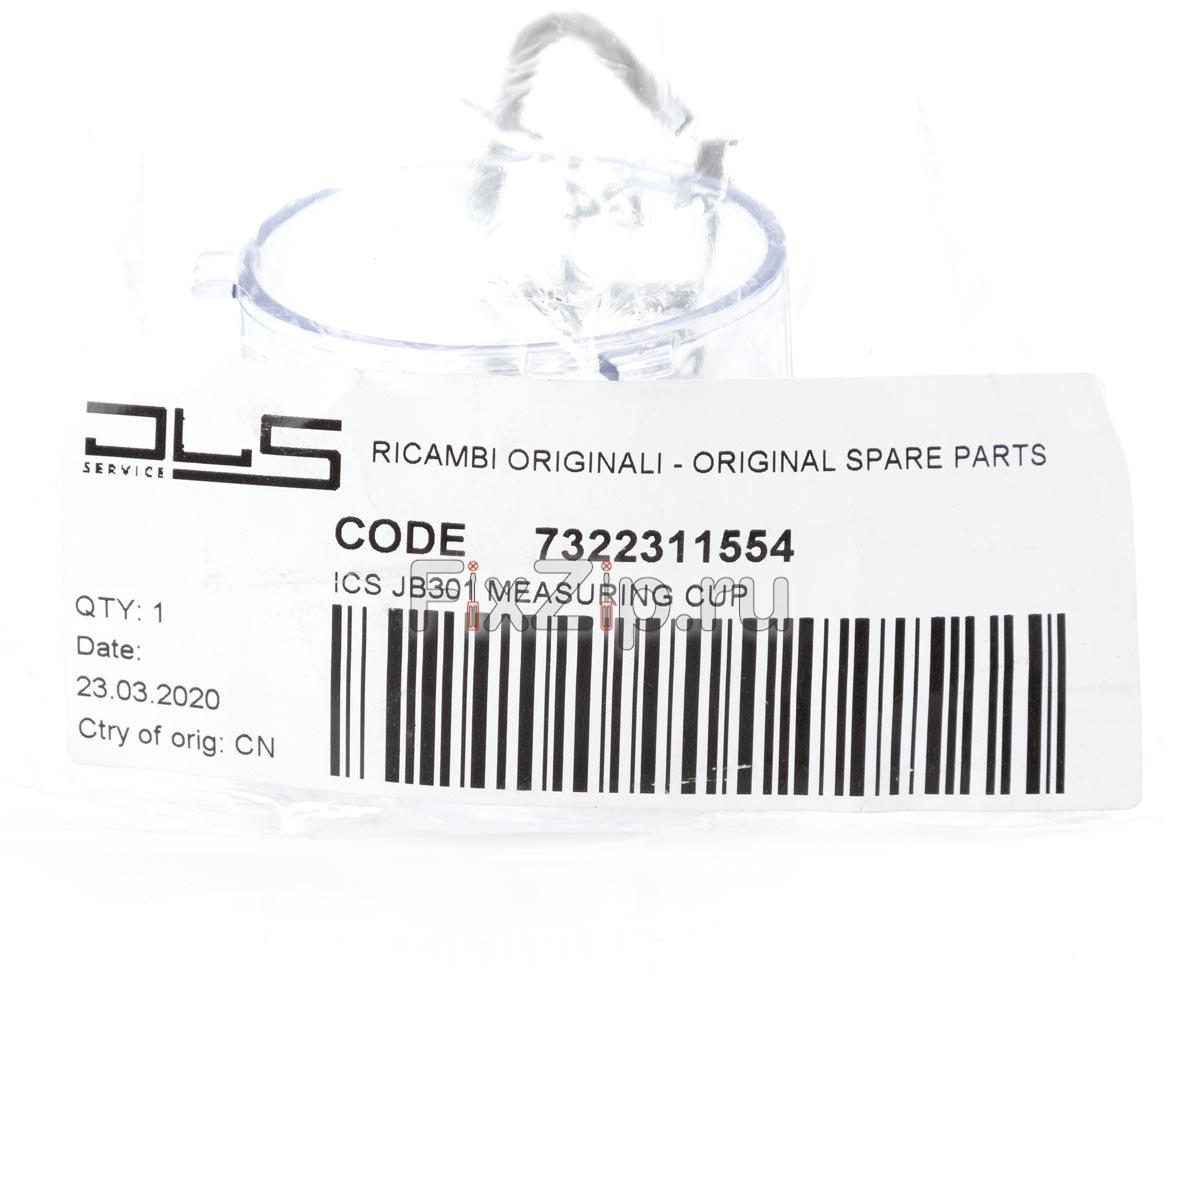 DLS
SERVICE
RICAMBI ORIGINALI - ORIGINAL SPARE PARTS
CODE 7322311554
ICS JB301 MEASURING CUP
FixZip.ru
QTY: 1
Date:
23.03.2020
Ctry of orig: CN